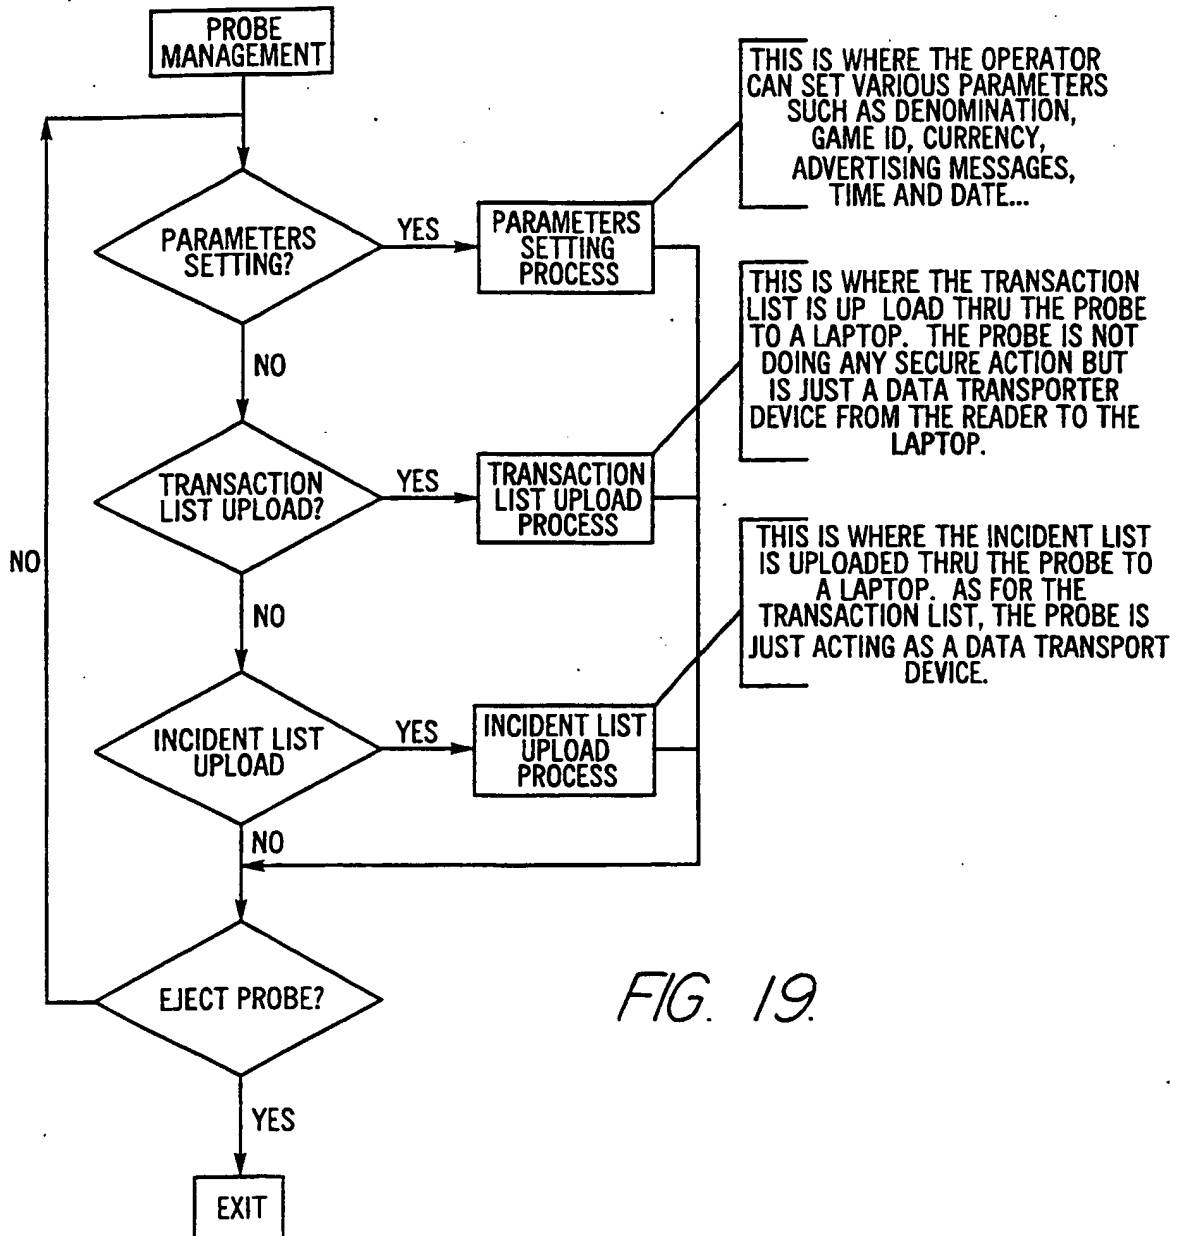 PROBE
MANAGEMENT
THIS IS WHERE THE OPERATOR
CAN SET VARIOUS PARAMETERS
SUCH AS DENOMINATION,
GAME ID, CURRENCY,
ADVERTISING MESSAGES,
TIME AND DATE...
PARAMETERS
SETTING?
YES
PARAMETERS
SETTING
PROCESS
NO
THIS IS WHERE THE TRANSACTION
LIST IS UP LOAD THRU THE PROBE
TO A LAPTOP. THE PROBE IS NOT
DOING ANY SECURE ACTION BUT
IS JUST A DATA TRANSPORTER
DEVICE FROM THE READER TO THE
LAPTOP.
TRANSACTION
LIST UPLOAD?
YES
TRANSACTION
LIST UPLOAD
PROCESS
NO
NO
THIS IS WHERE THE INCIDENT LIST
IS UPLOADED THRU THE PROBE TO
A LAPTOP. AS FOR THE
TRANSACTION LIST, THE PROBE IS
JUST ACTING AS A DATA TRANSPORT
DEVICE.
INCIDENT LIST
UPLOAD
YES
INCIDENT LIST
UPLOAD
PROCESS
NO
EJECT PROBE?
FIG. 19.
YES
EXIT